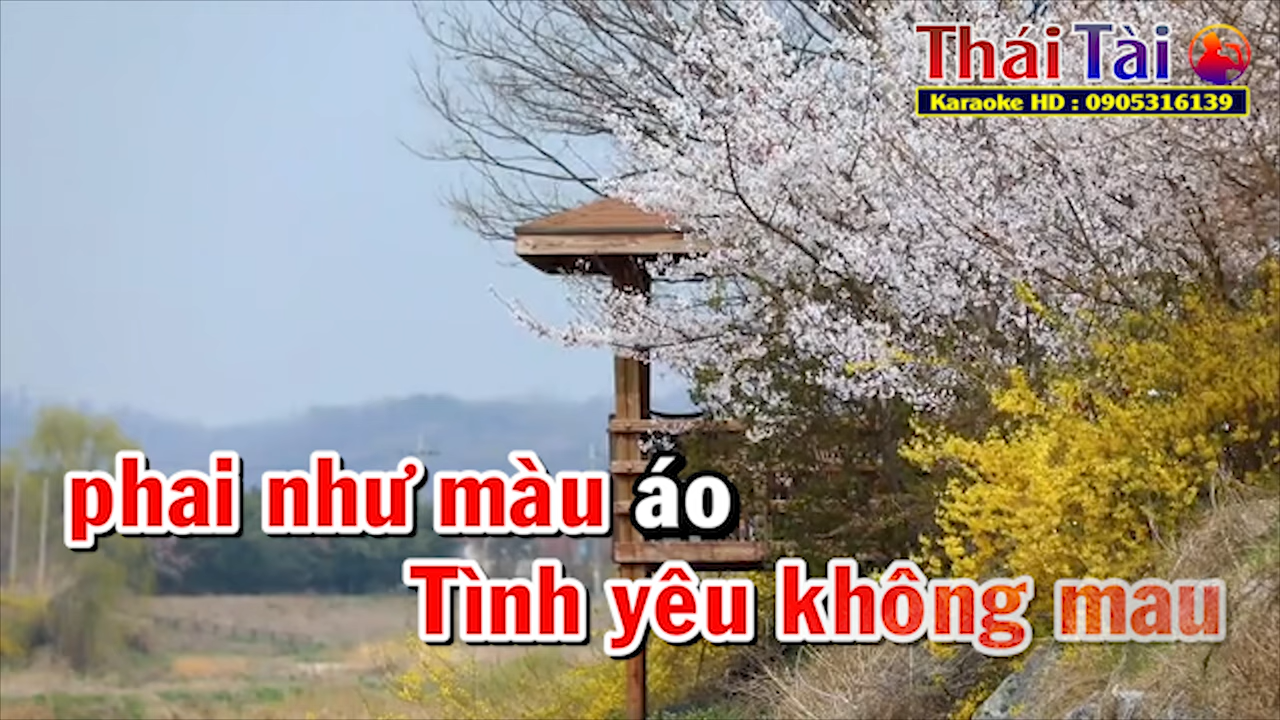 Thái Tài
Karaoke HD : 0905316139
phai như màu áo
Tình yêu không mau